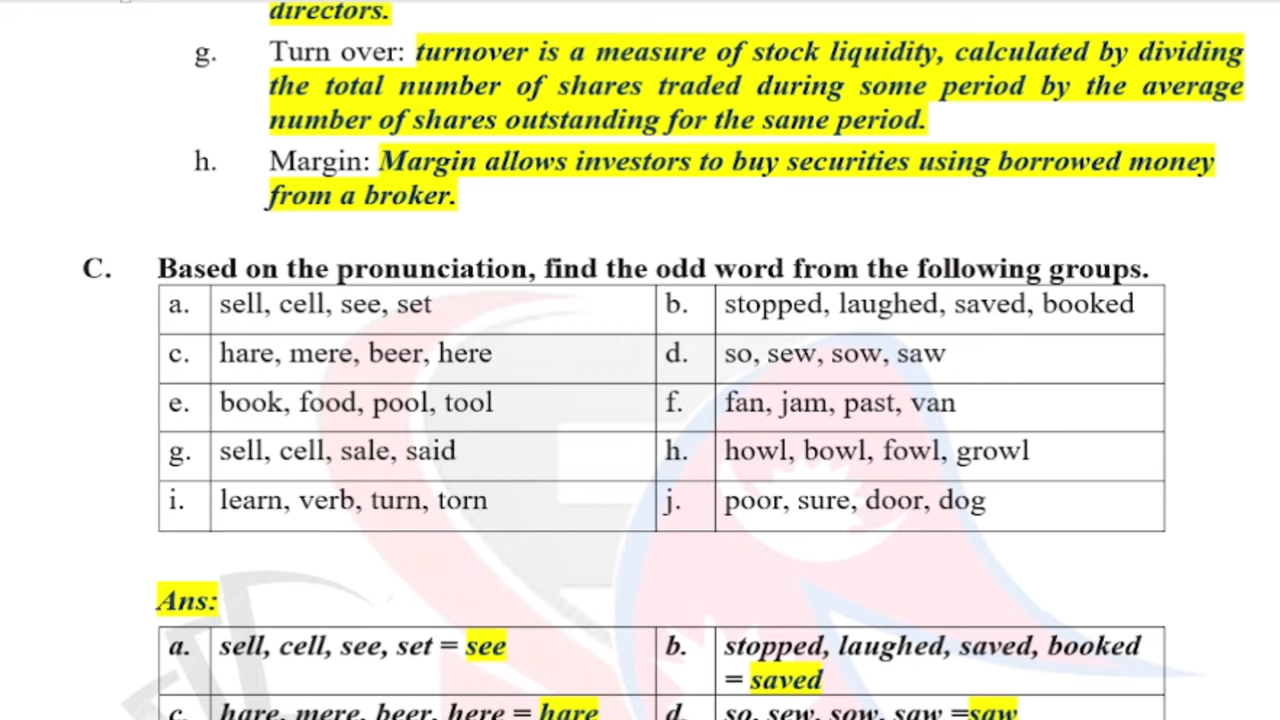 directors.
g. Turn over: turnover is a measure of stock liquidity, calculated by dividing
the total number of shares traded during some period by the average
number of shares outstanding for the same period.
h. Margin: Margin allows investors to buy securities using borrowed money
from a broker.
C. Based on the pronunciation, find the odd word from the following groups.
a. sell, cell, see, set b. stopped, laughed, saved, booked
c. hare, mere, beer, here d. so, sew, sow, saw
e. book, food, pool, tool f. fan, jam, past, van
g. sell, cell, sale, said h. howl, bowl, fowl, growl
i. learn, verb, turn, torn j. poor, sure, door, dog
Ans:
a. sell, cell, see, set = see b. stopped, laughed, saved, booked
= saved
c. hare, mere, beer, here = hare d. so, sew, sow, saw =saw